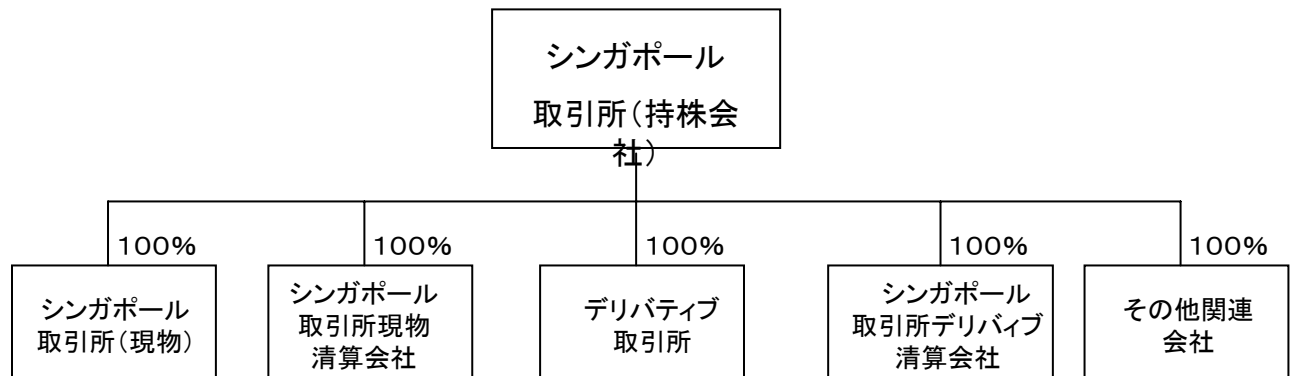 シンガポール
取引所（持株会
社）
100%
100%
100%
100%
100%
シンガポール
取引所（現物）
シンガポール
取引所現物
清算会社
デリバティブ
取引所
シンガポール
取引所デリバィブ
清算会社
その他関連
会社